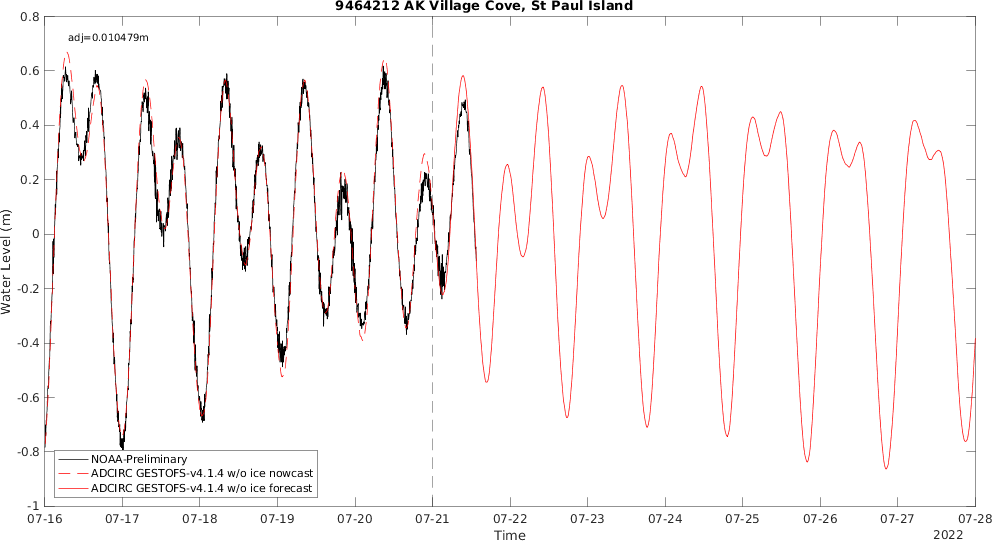 9464212 AK Village Cove, St Paul Island
adj=0.010479m
0.8
0.6
0.4
0.2
0
-0.2
-0.4
-0.6
-0.8
-1
Water Level (m)
NOAA-Preliminary
ADCIRC GESTOFS-v4.1.4 w/o ice nowcast
ADCIRC GESTOFS-v4.1.4 w/o ice forecast
07-16 07-17 07-18 07-19 07-20 07-21 07-22 07-23 07-24 07-25 07-26 07-27 07-28
Time
2022